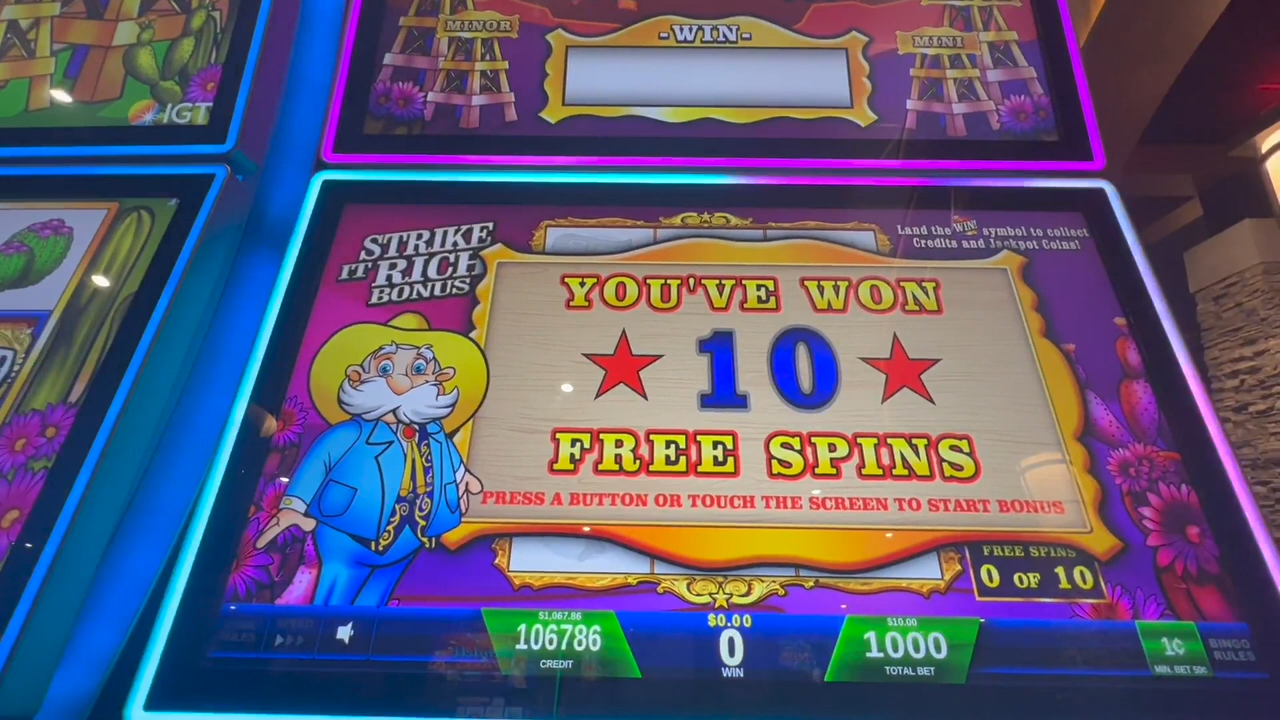 MINOR
-WIN-
MINI
IGT
STRIKE
IT RICH
BONUS
Land the WIN! symbol to collect
Credits and Jackpot Coins!
YOU'VE WON
10
FREE SPINS
PRESS A BUTTON OR TOUCH THE SCREEN TO START BONUS
FREE SPINS
0 OF 10
$1,067.86
106786
CREDIT
$0.00
0
WIN
$10.00
1000
TOTAL BET
1¢
MIN. BET 50¢
BINGO
RULES